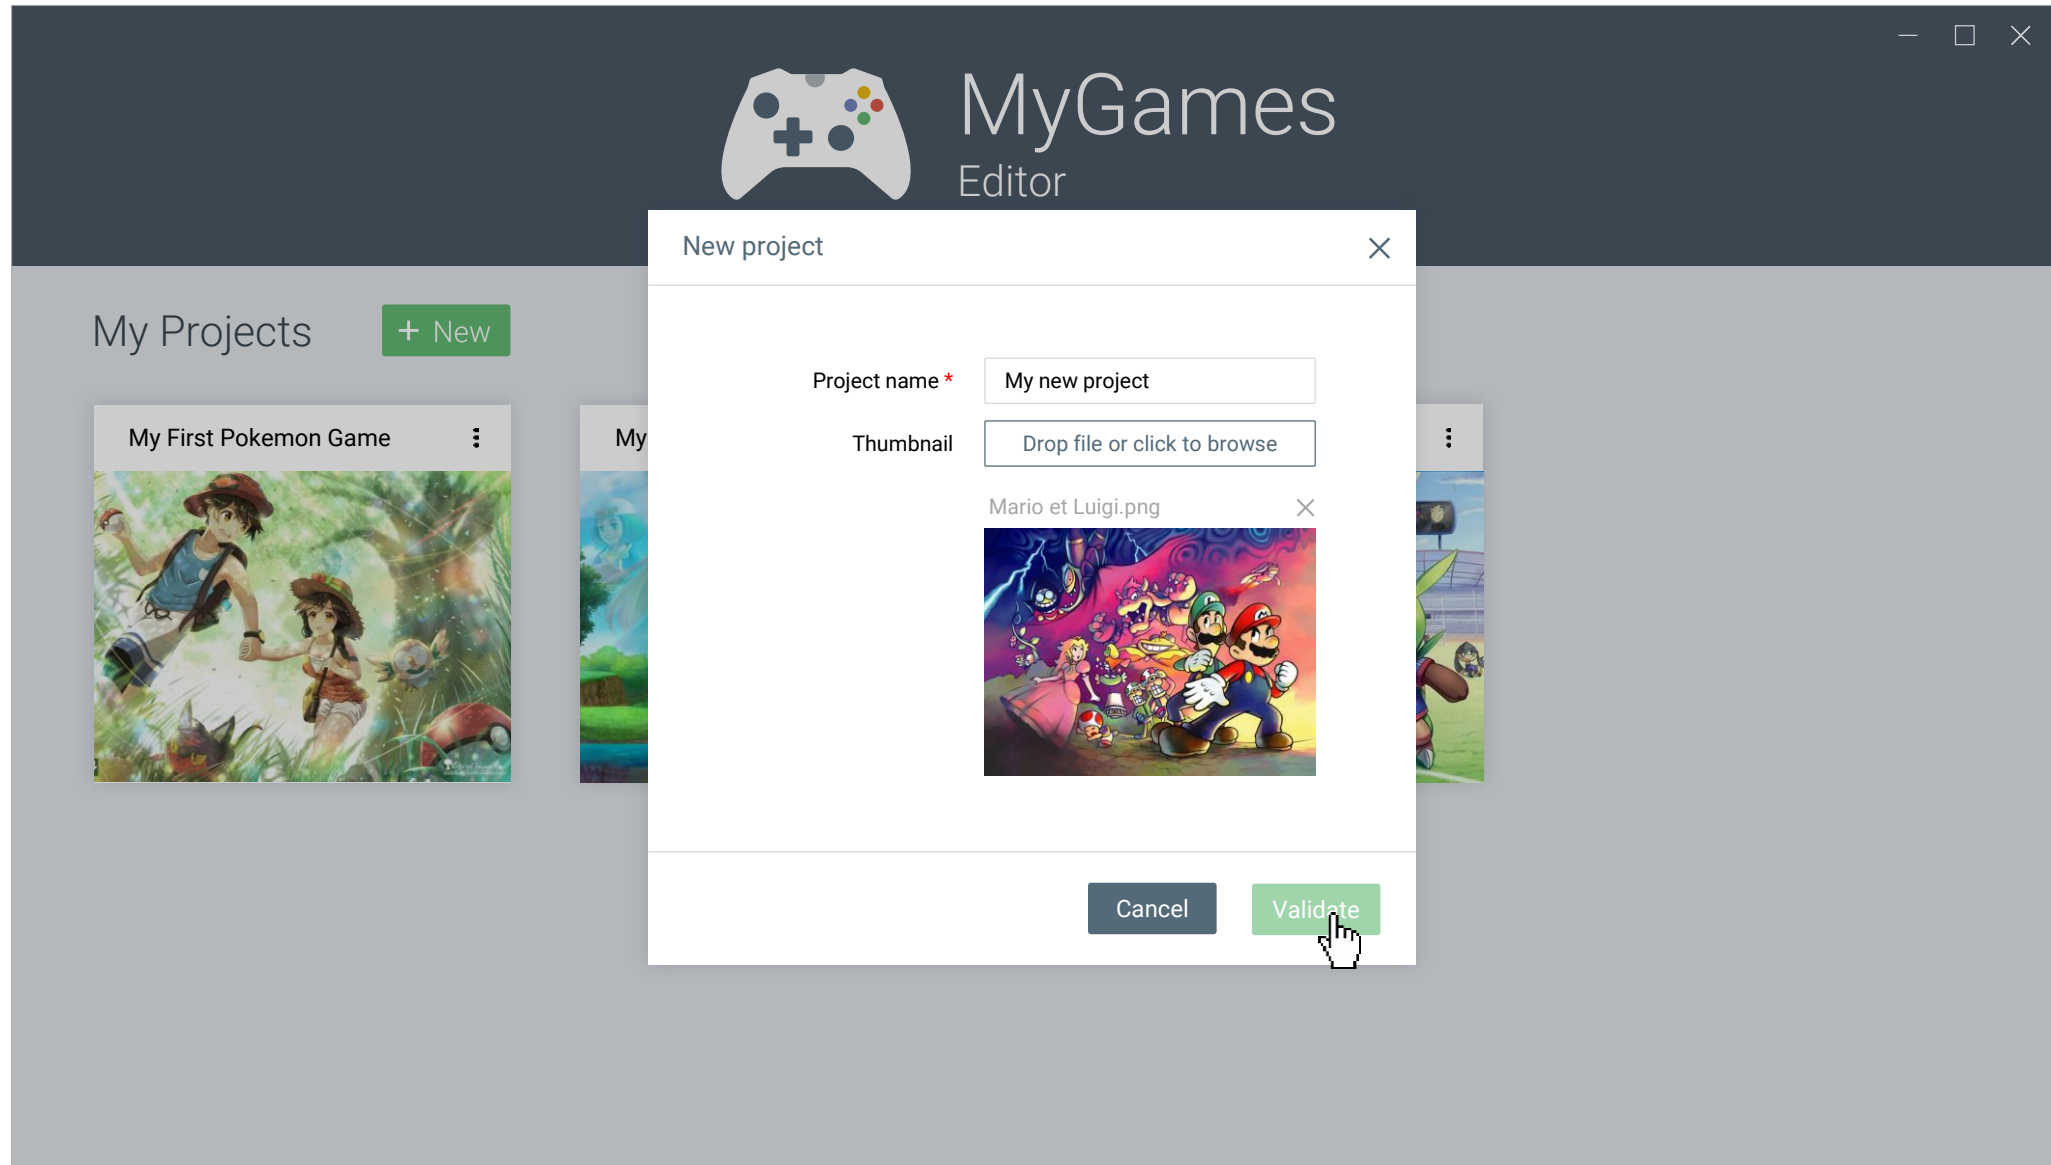 MyGames
Editor
New project
My Projects
+ New
Project name *
My new project
Thumbnail
Drop file or click to browse
My First Pokemon Game
My
Mario et Luigi.png
Cancel
Validate